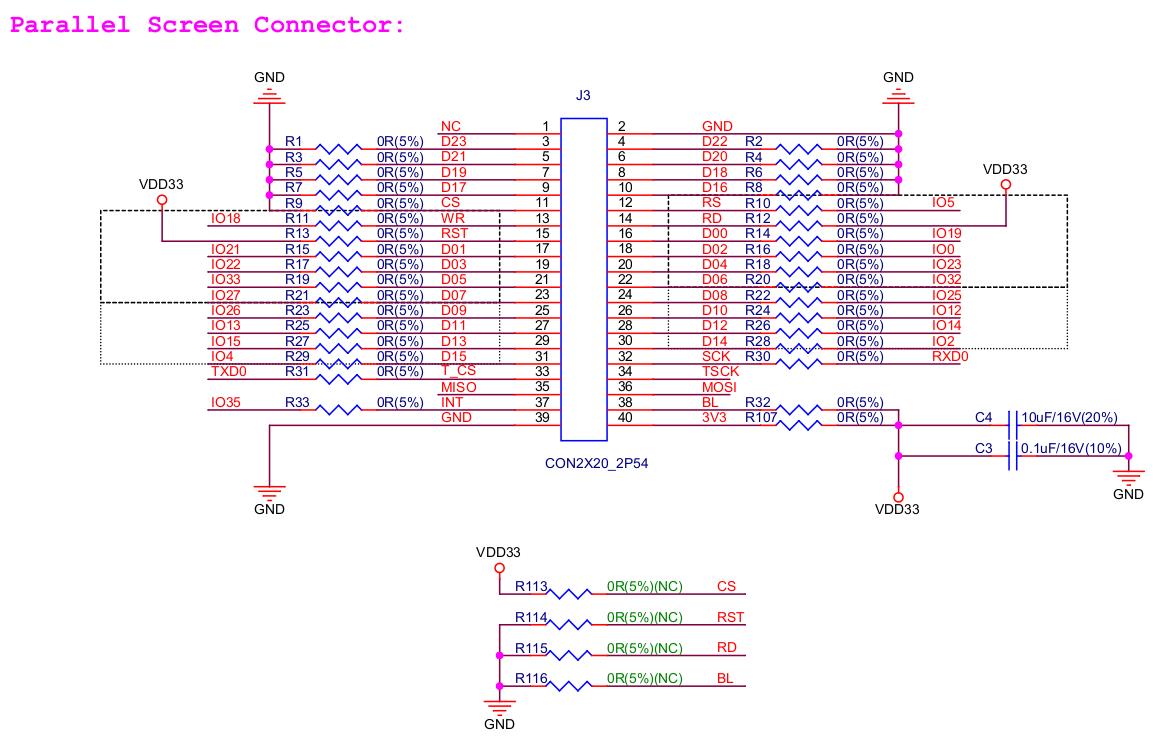 Parallel Screen Connector:
GND GND
J3
NC 1 2 GND
R1 0R(5%) D23 3 4 D22 R2 0R(5%)
R3 0R(5%) D21 5 6 D20 R4 0R(5%)
R5 0R(5%) D19 7 8 D18 R6 0R(5%) VDD33
VDD33 R7 0R(5%) D17 9 10 D16 R8 0R(5%)
R9 0R(5%) CS 11 12 RS R10 0R(5%) IO5
IO18 R11 0R(5%) WR 13 14 RD R12 0R(5%)
R13 0R(5%) RST 15 16 D00 R14 0R(5%) IO19
IO21 R15 0R(5%) D01 17 18 D02 R16 0R(5%) IO0
IO22 R17 0R(5%) D03 19 20 D04 R18 0R(5%) IO23
IO33 R19 0R(5%) D05 21 22 D06 R20 0R(5%) IO32
IO27 R21 0R(5%) D07 23 24 D08 R22 0R(5%) IO25
IO26 R23 0R(5%) D09 25 26 D10 R24 0R(5%) IO12
IO13 R25 0R(5%) D11 27 28 D12 R26 0R(5%) IO14
IO15 R27 0R(5%) D13 29 30 D14 R28 0R(5%) IO2
IO4 R29 0R(5%) D15 31 32 SCK R30 0R(5%) RXD0
TXD0 R31 0R(5%) T_CS 33 34 TSCK
MISO 35 36 MOSI
IO35 R33 0R(5%) INT 37 38 BL R32 0R(5%)
GND 39 40 3V3 R107 0R(5%) C4 10uF/16V(20%)
C3 0.1uF/16V(10%)
CON2X20_2P54
GND VDD33 GND
VDD33
R113 0R(5%)(NC) CS
R114 0R(5%)(NC) RST
R115 0R(5%)(NC) RD
R116 0R(5%)(NC) BL
GND